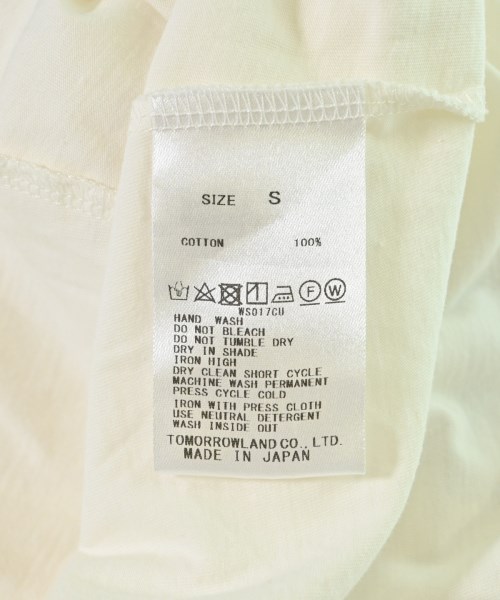 SIZE S
COTTON 100%
F W
WS017CU
HAND WASH
DO NOT BLEACH
DO NOT TUMBLE DRY
DRY IN SHADE
IRON HIGH
DRY CLEAN SHORT CYCLE
MACHINE WASH PERMANENT
PRESS CYCLE COLD
IRON WITH PRESS CLOTH
USE NEUTRAL DETERGENT
WASH INSIDE OUT
TOMORROWLAND CO., LTD.
MADE IN JAPAN